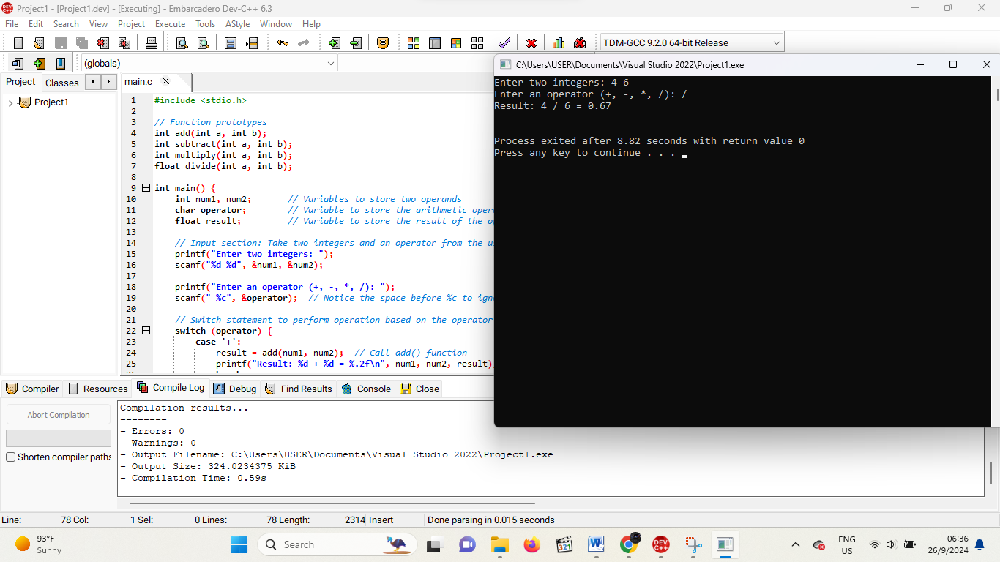 Project1 - [Project1.dev] - [Executing] - Embarcadero Dev-C++ 6.3
File Edit Search View Project Execute Tools AStyle Window Help
TDM-GCC 9.2.0 64-bit Release
(globals)
Project Classes
Project1
main.c
1 #include <stdio.h>
2
3 // Function prototypes
4 int add(int a, int b);
5 int subtract(int a, int b);
6 int multiply(int a, int b);
7 float divide(int a, int b);
8
9 int main() {
10 int num1, num2; // Variables to store two operands
11 char operator; // Variable to store the arithmetic oper
12 float result; // Variable to store the result of the o
13
14 // Input section: Take two integers and an operator from the u
15 printf("Enter two integers: ");
16 scanf("%d %d", &num1, &num2);
17
18 printf("Enter an operator (+, -, *, /): ");
19 scanf(" %c", &operator); // Notice the space before %c to ign
20
21 // Switch statement to perform operation based on the operator
22 switch (operator) {
23 case '+':
24 result = add(num1, num2); // Call add() function
25 printf("Result: %d + %d = %.2f\n", num1, num2, result)
C:\Users\USER\Documents\Visual Studio 2022\Project1.exe
Enter two integers: 4 6
Enter an operator (+, -, *, /): /
Result: 4 / 6 = 0.67
--------------------------------
Process exited after 8.82 seconds with return value 0
Press any key to continue . . .
Compiler Resources Compile Log Debug Find Results Console Close
Abort Compilation
Shorten compiler paths
Compilation results...
--------
- Errors: 0
- Warnings: 0
- Output Filename: C:\Users\USER\Documents\Visual Studio 2022\Project1.exe
- Output Size: 324.0234375 KiB
- Compilation Time: 0.59s
Line: 78 Col: 1 Sel: 0 Lines: 78 Length: 2314 Insert Done parsing in 0.015 seconds
93°F
Sunny
Search
ENG
US
06:36
26/9/2024